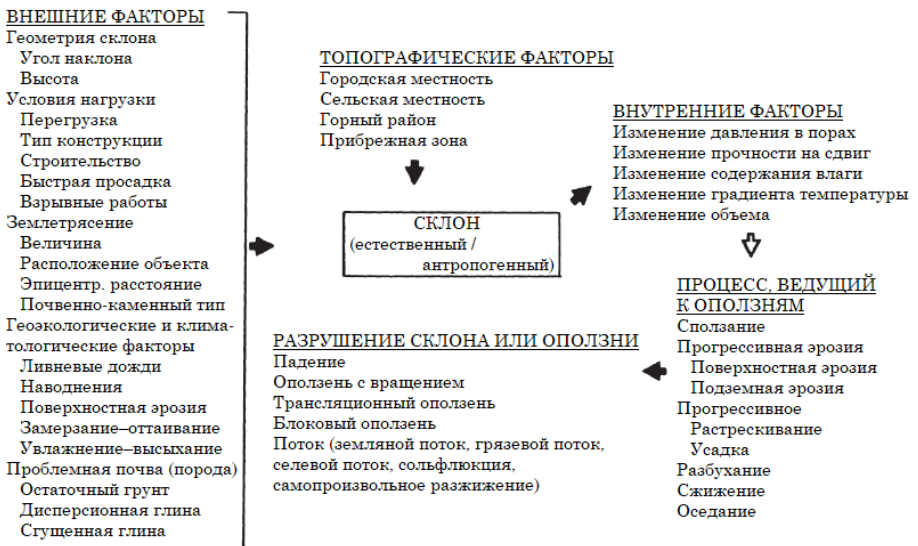 ВНЕШНИЕ ФАКТОРЫ
Геометрия склона
Угол наклона
Высота
Условия нагрузки
Перегрузка
Тип конструкции
Строительство
Быстрая просадка
Взрывные работы
Землетрясение
Величина
Расположение объекта
Эпицентр. расстояние
Почвенно-каменный тип
Геоэкологические и клима-
тологические факторы
Ливневые дожди
Наводнения
Поверхностная эрозия
Замерзание–оттаивание
Увлажнение–высыхание
Проблемная почва (порода)
Остаточный грунт
Дисперсионная глина
Сгущенная глина
ТОПОГРАФИЧЕСКИЕ ФАКТОРЫ
Городская местность
Сельская местность
Горный район
Прибрежная зона
СКЛОН
(естественный /
антропогенный)
ВНУТРЕННИЕ ФАКТОРЫ
Изменение давления в порах
Изменение прочности на сдвиг
Изменение содержания влаги
Изменение градиента температуры
Изменение объема
ПРОЦЕСС, ВЕДУЩИЙ
К ОПОЛЗНЯМ
Сползание
Прогрессивная эрозия
Поверхностная эрозия
Подземная эрозия
Прогрессивное
Растрескивание
Усадка
Разбухание
Сжижение
Оседание
РАЗРУШЕНИЕ СКЛОНА ИЛИ ОПОЛЗНИ
Падение
Оползень с вращением
Трансляционный оползень
Блоковый оползень
Поток (земляной поток, грязевой поток,
селевой поток, сольфлюкция,
самопроизвольное разжижение)